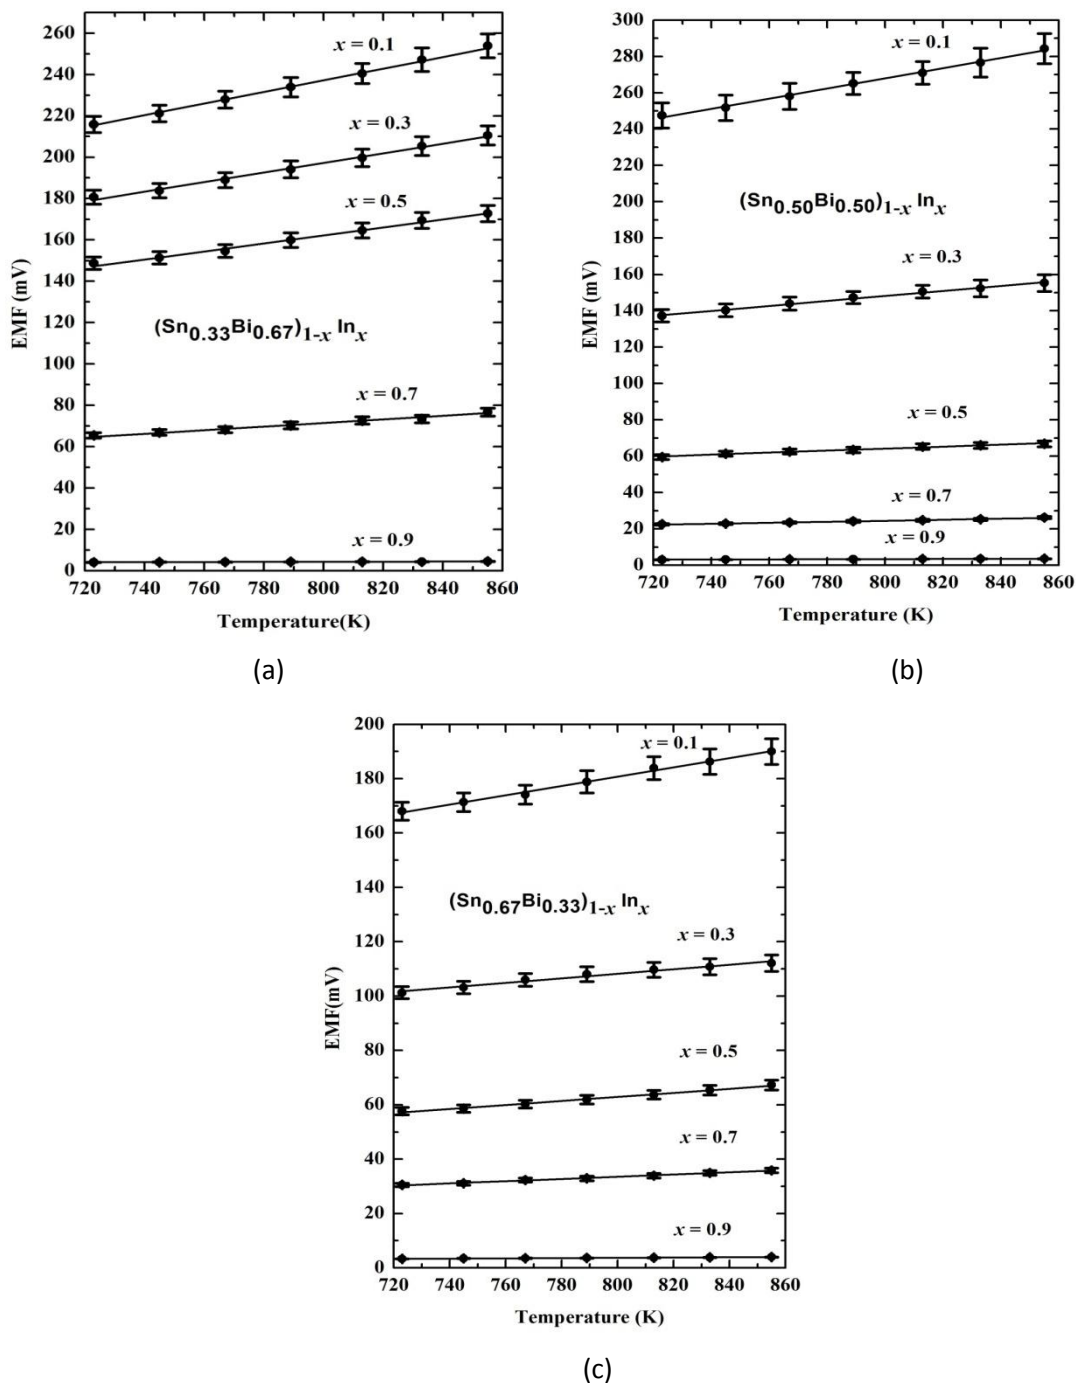 260
240
220
200
180
160
140
120
100
80
60
40
20
0
EMF (mV)
x = 0.1
x = 0.3
x = 0.5
(Sn0.33Bi0.67)1-x Inx
x = 0.7
x = 0.9
720 740 760 780 800 820 840 860
Temperature(K)
(a)
300
280
260
240
220
200
180
160
140
120
100
80
60
40
20
0
EMF (mV)
x = 0.1
(Sn0.50Bi0.50)1-x Inx
x = 0.3
x = 0.5
x = 0.7
x = 0.9
720 740 760 780 800 820 840 860
Temperature (K)
(b)
200
180
160
140
120
100
80
60
40
20
0
EMF(mV)
x = 0.1
(Sn0.67Bi0.33)1-x Inx
x = 0.3
x = 0.5
x = 0.7
x = 0.9
720 740 760 780 800 820 840 860
Temperature (K)
(c)